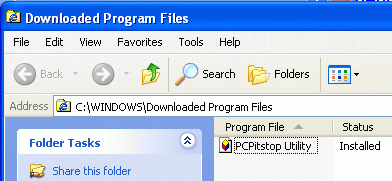 Downloaded Program Files
File Edit View Favorites Tools Help
Back Search Folders
Address C:\WINDOWS\Downloaded Program Files
Folder Tasks
Share this folder
Program File Status
PCPitstop Utility Installed